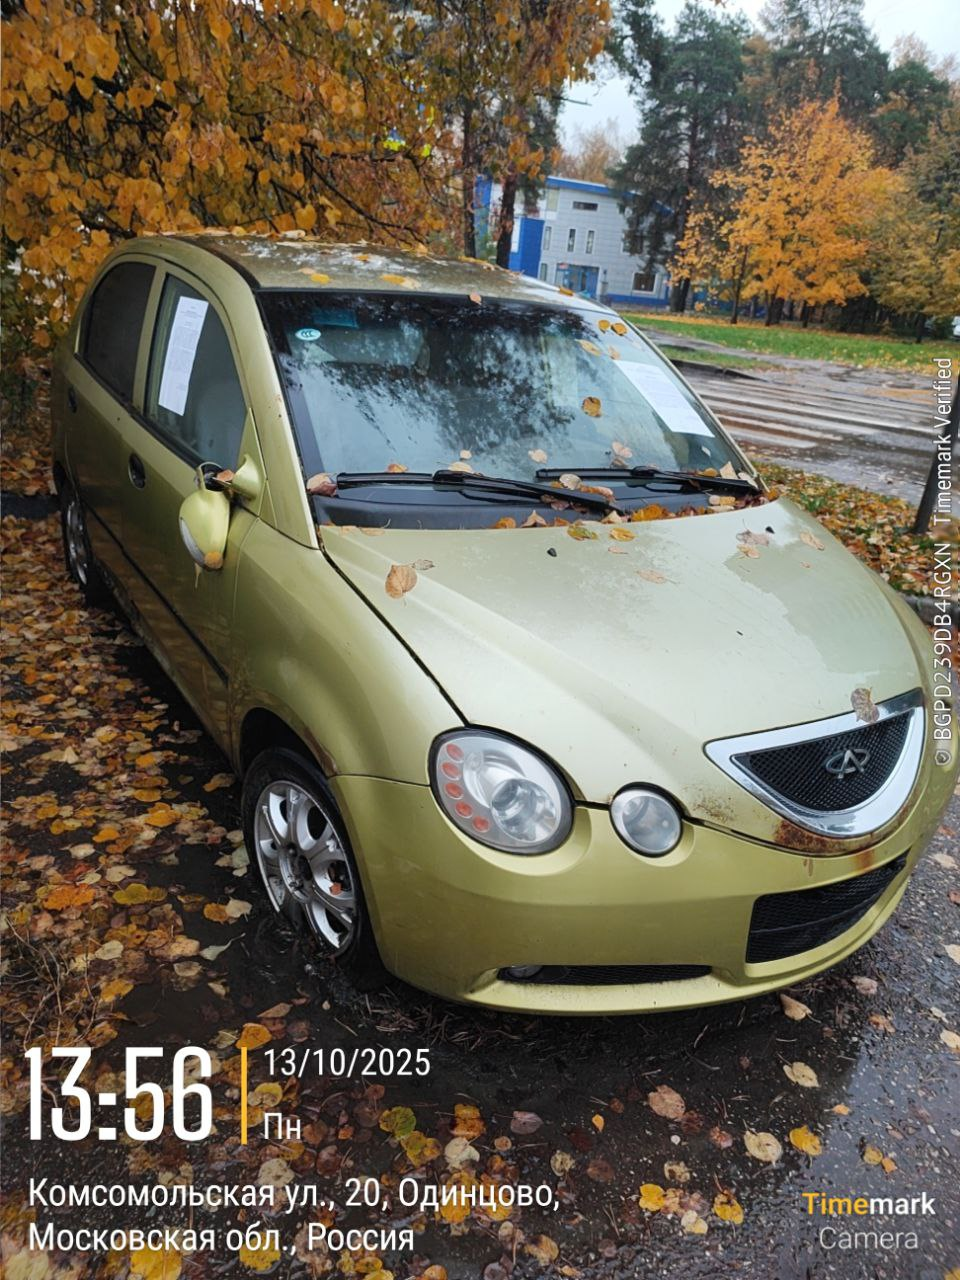 13:56
13/10/2025
Пн
Комсомольская ул., 20, Одинцово,
Московская обл., Россия
Timemark
Camera
BGPD239DB4RGXN Timemark Verified